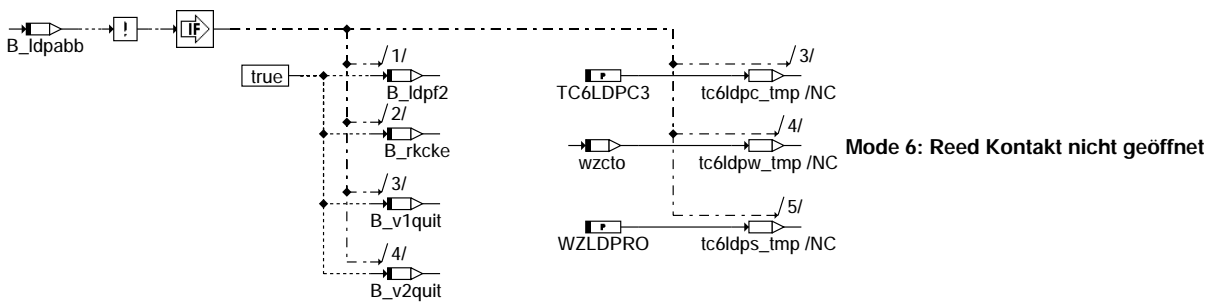 B_ldpabb
!
IF
true
1/
B_ldpf2
2/
B_rkcke
3/
B_v1quit
4/
B_v2quit
3/
P
TC6LDPC3
tc6ldpc_tmp /NC
4/
wzcto
tc6ldpw_tmp /NC
Mode 6: Reed Kontakt nicht geöffnet
5/
P
WZLDPRO
tc6ldps_tmp /NC